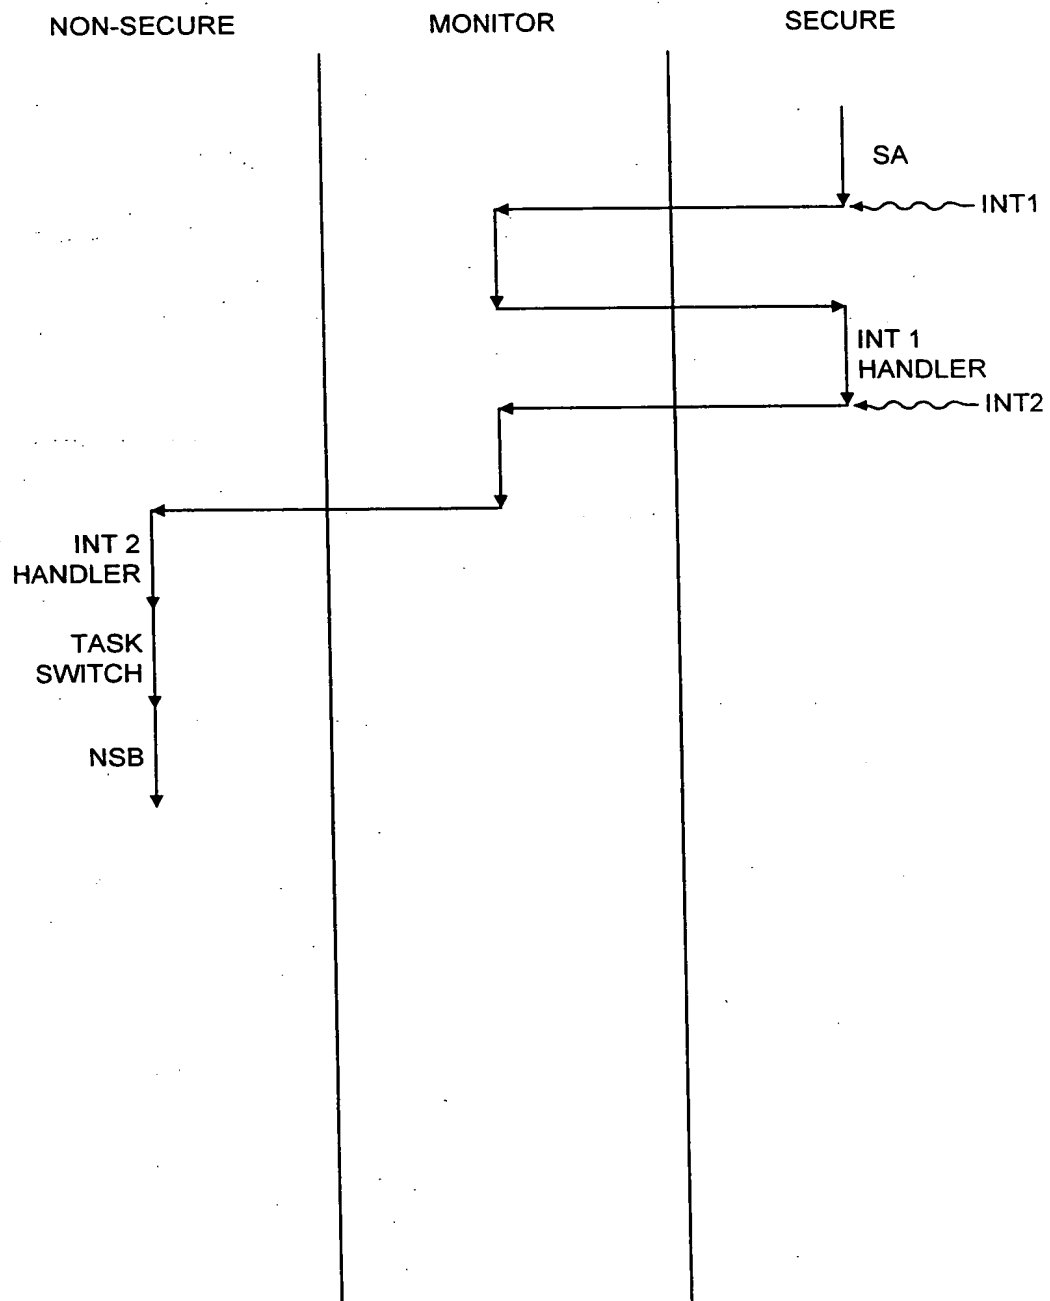 NON-SECURE
MONITOR
SECURE
SA
INT1
INT 1
HANDLER
INT2
INT 2
HANDLER
TASK
SWITCH
NSB